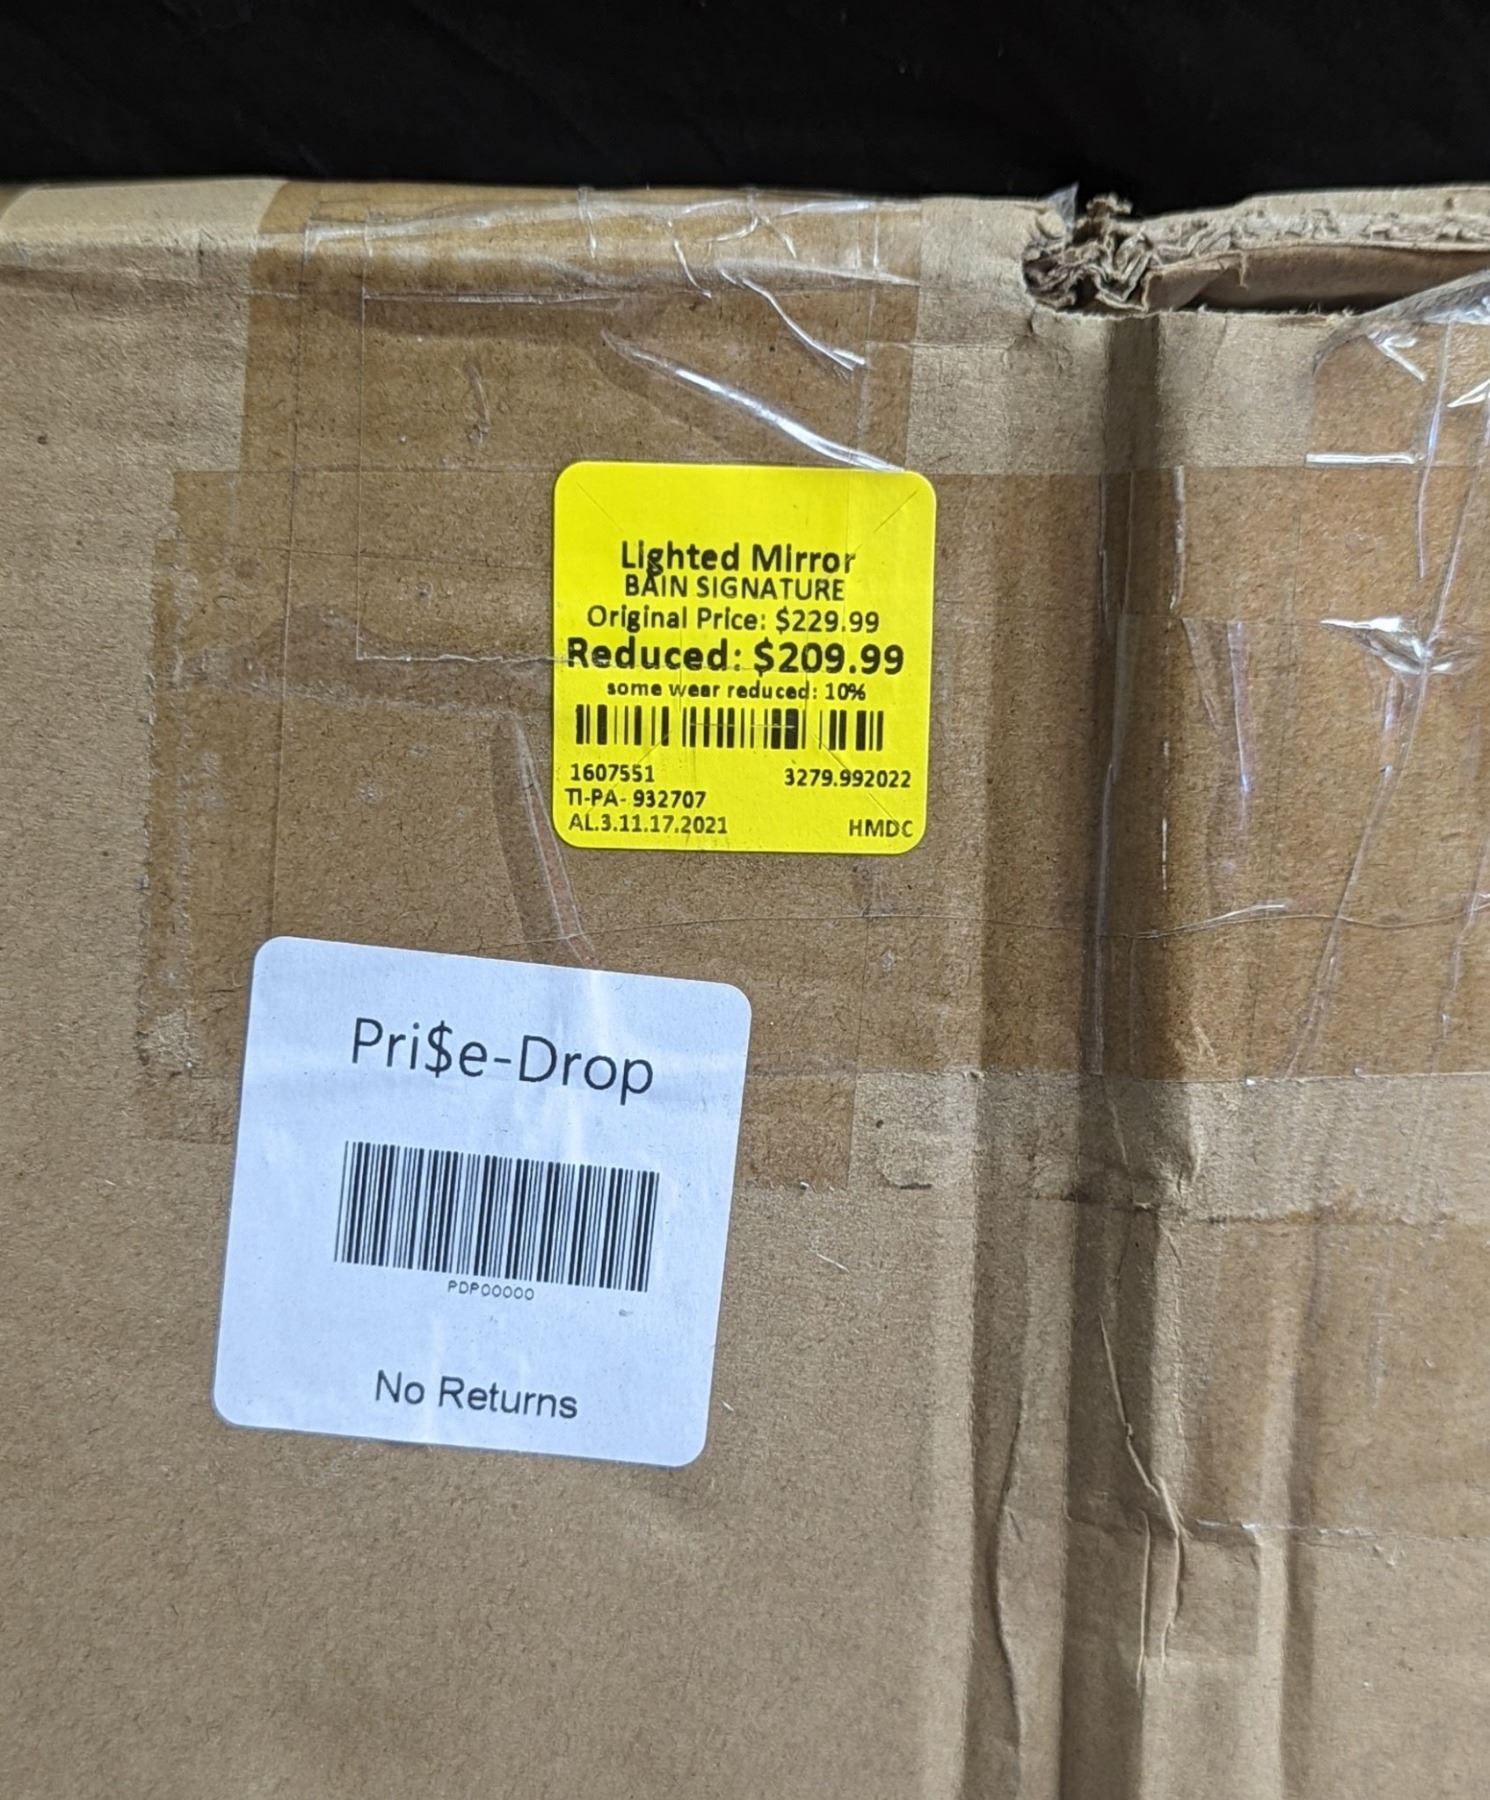 Lighted Mirror
BAIN SIGNATURE
Original Price: $229.99
Reduced: $209.99
some wear reduced: 10%
1607551 3279.992022
TI-PA- 932707
AL.3.11.17.2021 HMDC
Pri$e-Drop
PDP00000
No Returns